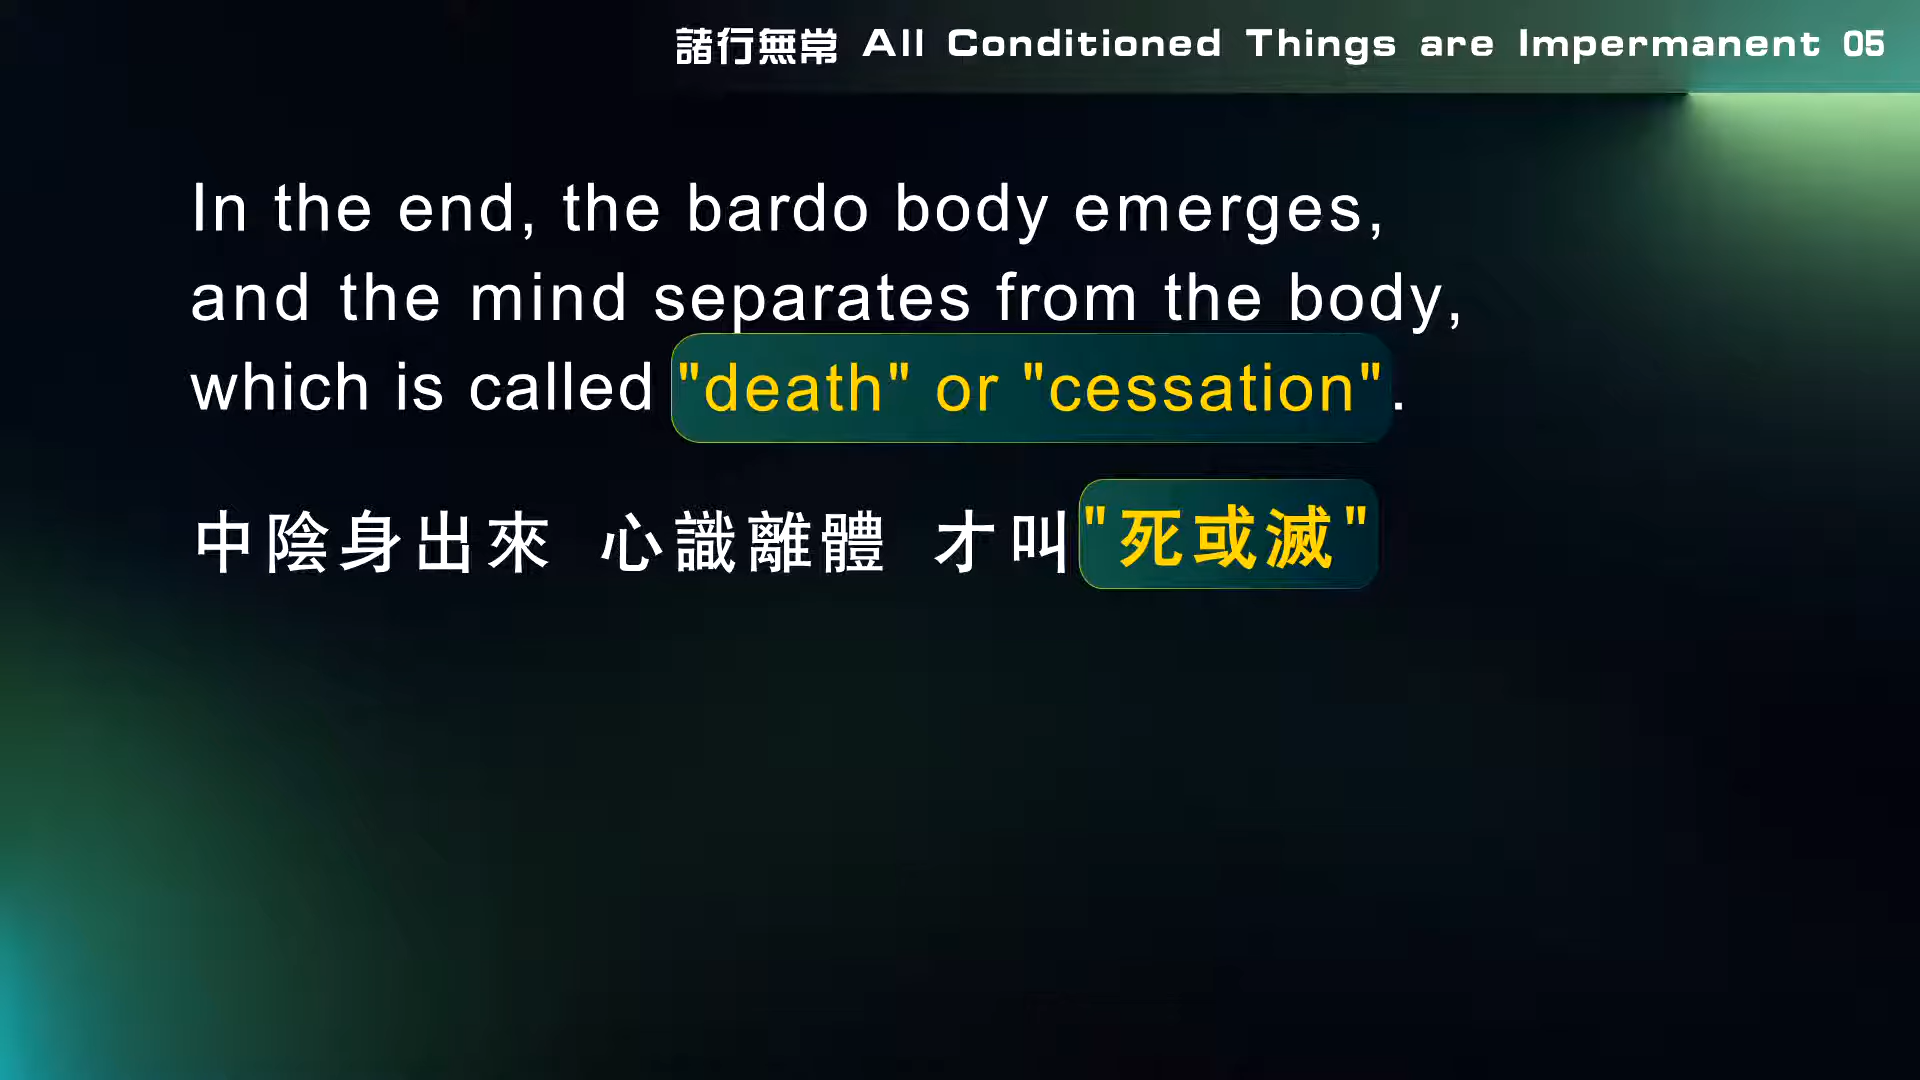 諸行無常 All Conditioned Things are Impermanent 05
In the end, the bardo body emerges,
and the mind separates from the body,
which is called "death" or "cessation".
中陰身出來 心識離體 才叫"死或滅"